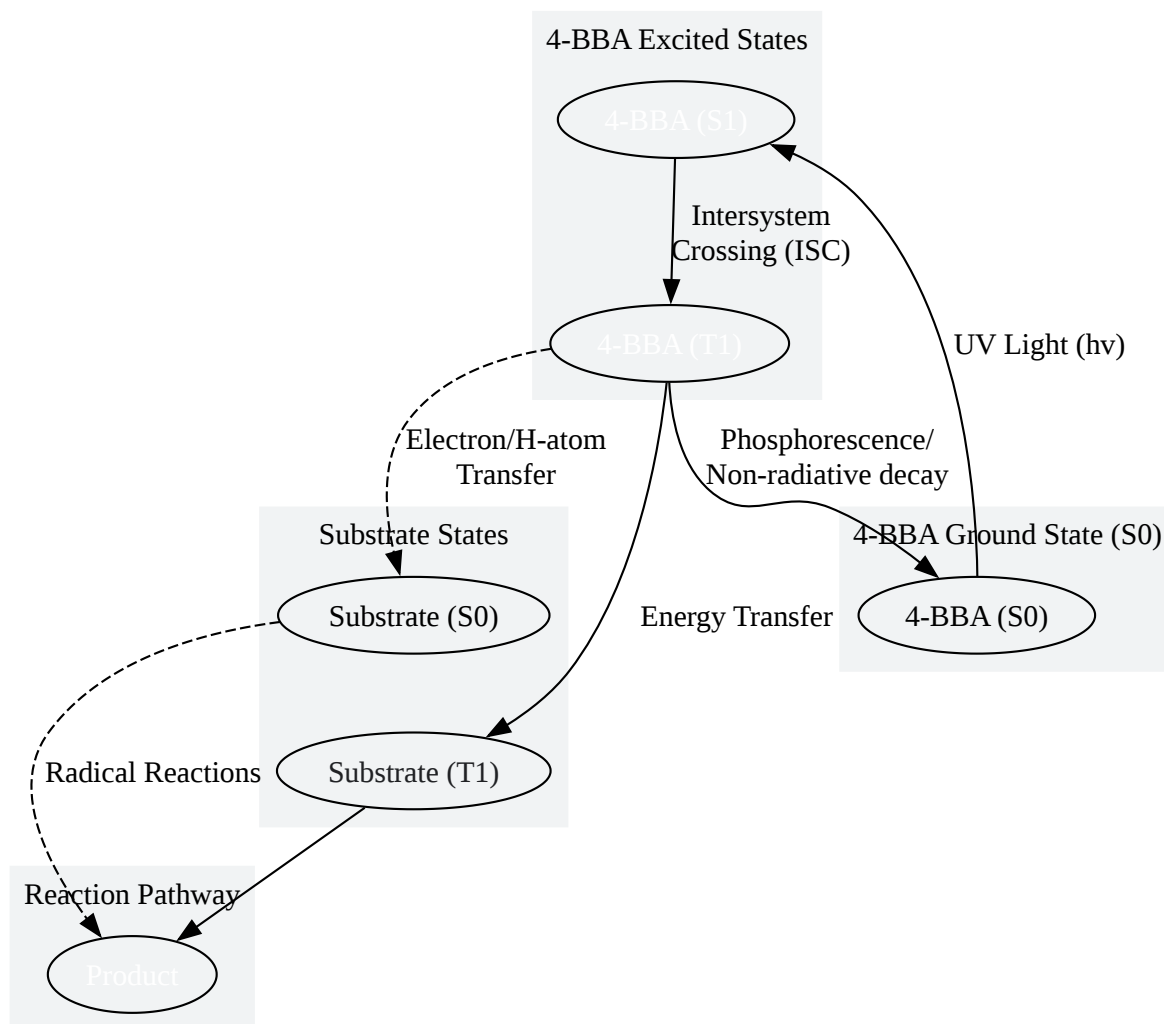 4-BBA Excited States
4-BBA (S1)
Intersystem
Crossing (ISC)
4-BBA (T1)
UV Light (hv)
Electron/H-atom
Transfer
Phosphorescence/
Non-radiative decay
Substrate States
4-BBA Ground State (S0)
Substrate (S0)
Energy Transfer
4-BBA (S0)
Radical Reactions
Substrate (T1)
Reaction Pathway
Product